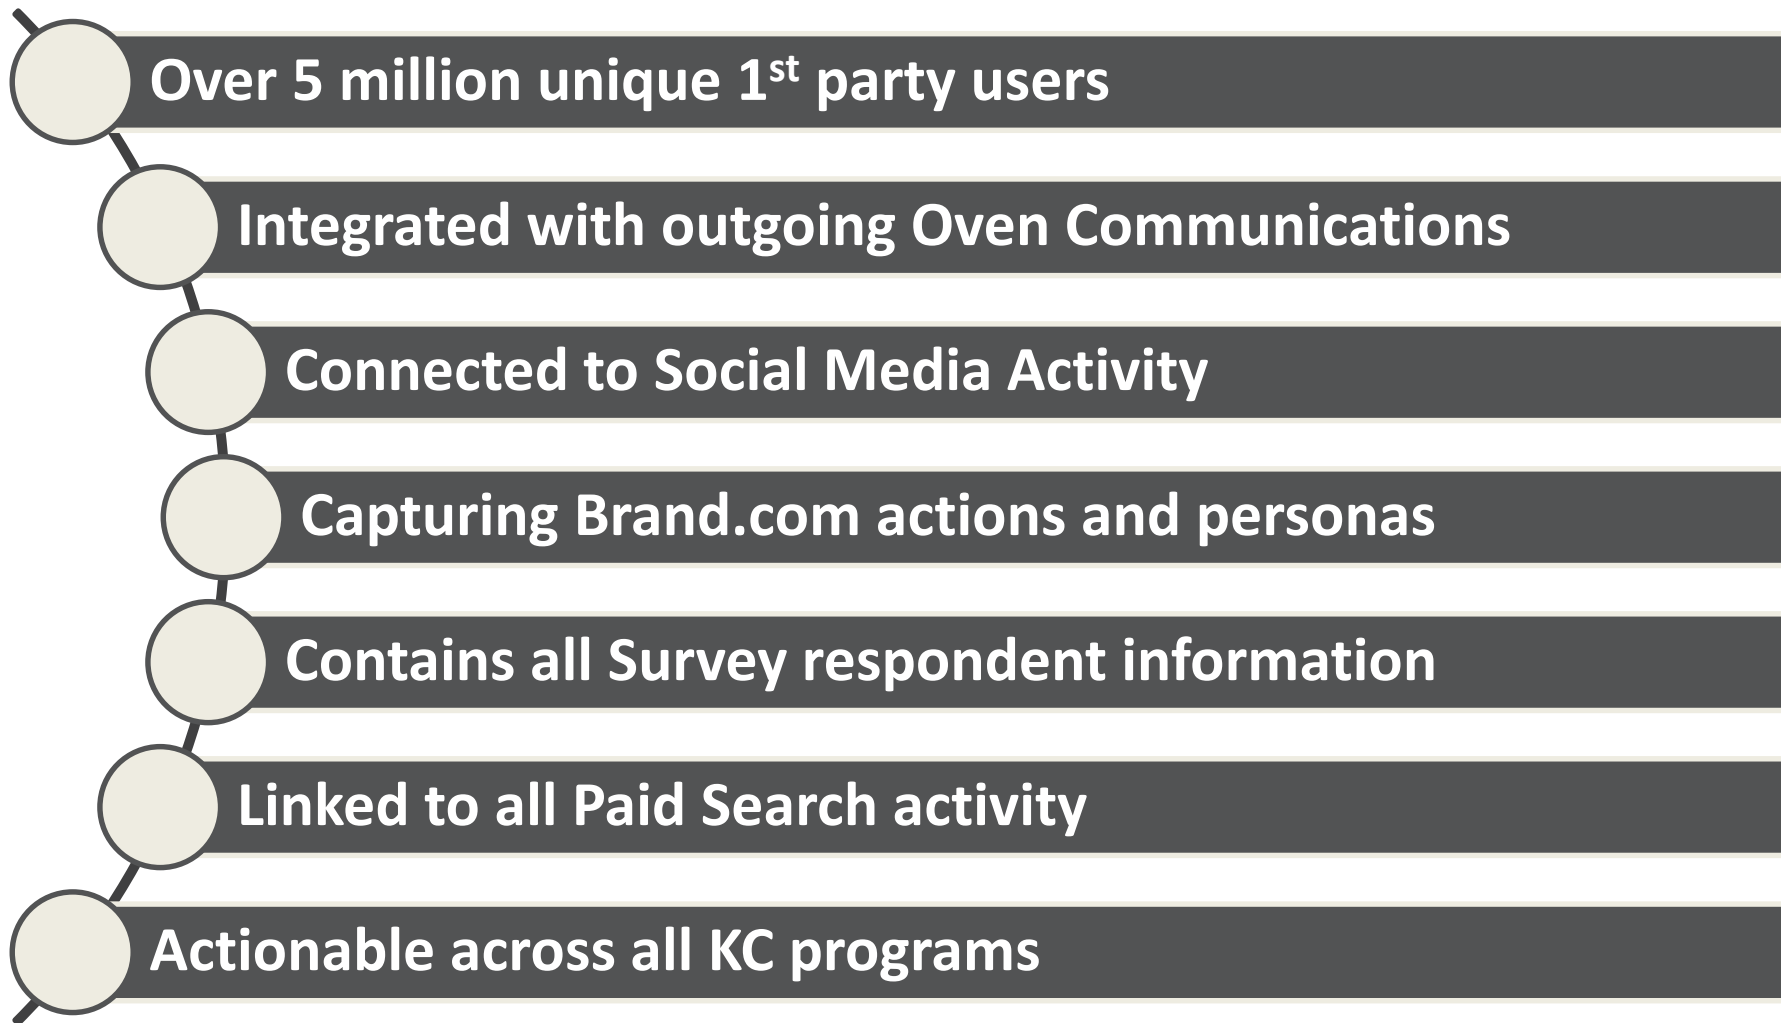 Over 5 million unique 1st party users
Integrated with outgoing Oven Communications
Connected to Social Media Activity
Capturing Brand.com actions and personas
Contains all Survey respondent information
Linked to all Paid Search activity
Actionable across all KC programs